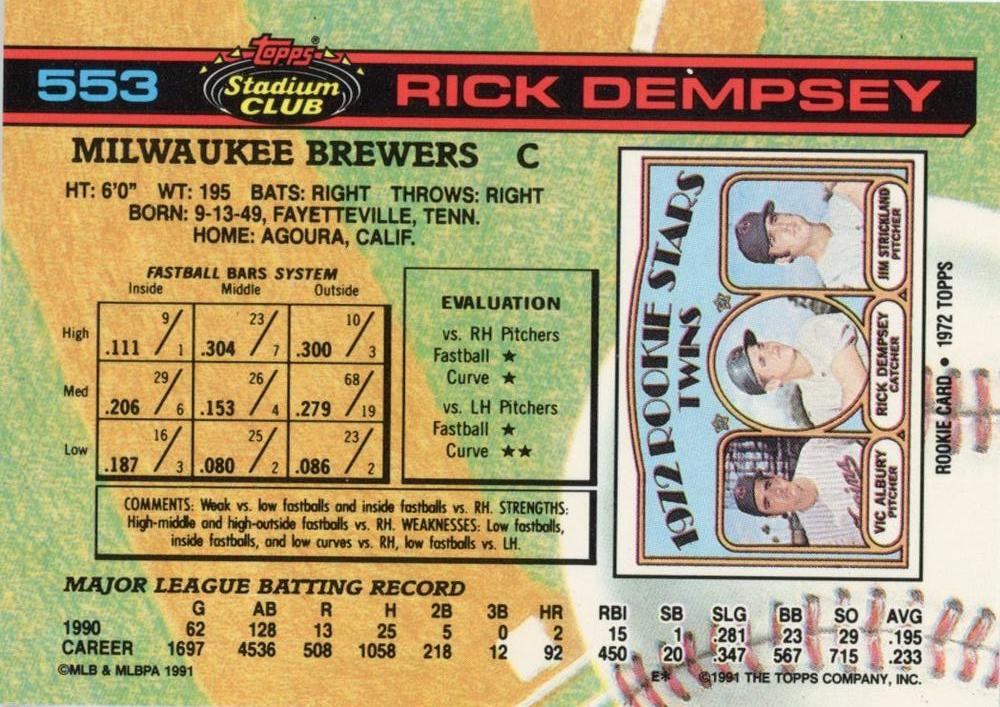 553
Topps®
Stadium
CLUB
RICK DEMPSEY
MILWAUKEE BREWERS C
HT: 6'0" WT: 195 BATS: RIGHT THROWS: RIGHT
BORN: 9-13-49, FAYETTEVILLE, TENN.
HOME: AGOURA, CALIF.
FASTBALL BARS SYSTEM
Inside Middle Outside
High 9/1 .111 23/7 .304 10/3 .300
Med 29/6 .206 26/4 .153 68/19 .279
Low 16/3 .187 25/2 .080 23/2 .086
EVALUATION
vs. RH Pitchers
Fastball ★
Curve ★
vs. LH Pitchers
Fastball ★
Curve ★★
COMMENTS: Weak vs. low fastballs and inside fastballs vs. RH. STRENGTHS:
High-middle and high-outside fastballs vs. RH. WEAKNESSES: Low fastballs,
inside fastballs, and low curves vs. RH, low fastballs vs. LH.
1972 ROOKIE STARS
TWINS
VIC ALBURY
PITCHER
RICK DEMPSEY
CATCHER
JIM STRICKLAND
PITCHER
Twins
ROOKIE CARD • 1972 TOPPS
MAJOR LEAGUE BATTING RECORD
G AB R H 2B 3B HR RBI SB SLG BB SO AVG
1990 62 128 13 25 5 0 2 15 1 .281 23 29 .195
CAREER 1697 4536 508 1058 218 12 92 450 20 .347 567 715 .233
©MLB & MLBPA 1991
E* ©1991 THE TOPPS COMPANY, INC.